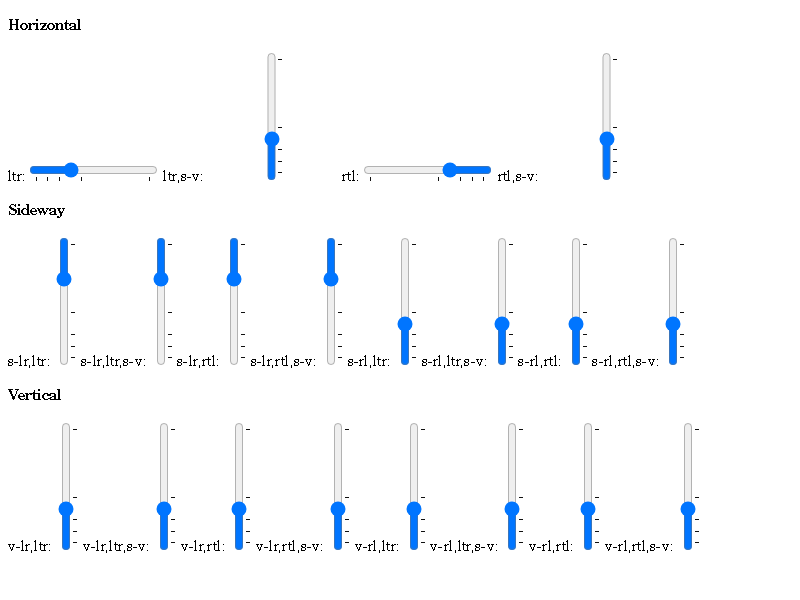 Horizontal
ltr: ltr,s-v: rtl: rtl,s-v:
Sideway
s-lr,ltr: s-lr,ltr,s-v: s-lr,rtl: s-lr,rtl,s-v: s-rl,ltr: s-rl,ltr,s-v: s-rl,rtl: s-rl,rtl,s-v:
Vertical
v-lr,ltr: v-lr,ltr,s-v: v-lr,rtl: v-lr,rtl,s-v: v-rl,ltr: v-rl,ltr,s-v: v-rl,rtl: v-rl,rtl,s-v: